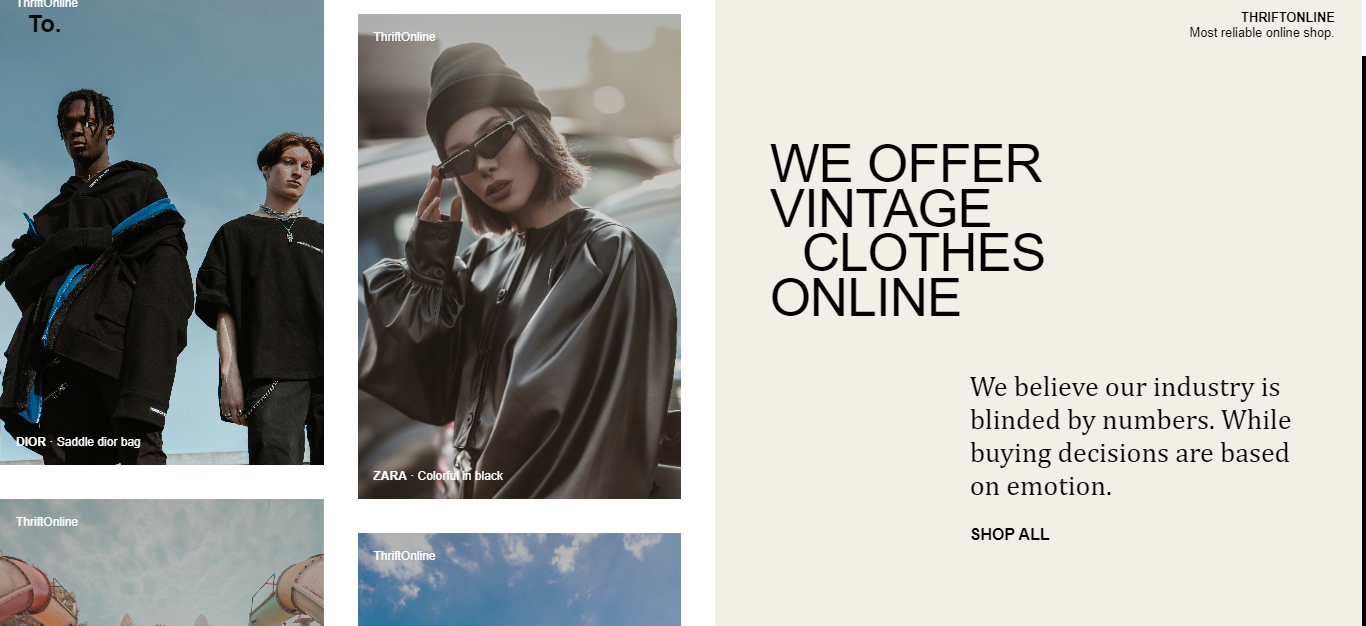 ThriftOnline
To.
DIOR · Saddle dior bag
ThriftOnline
ThriftOnline
ZARA · Colorful in black
ThriftOnline
THRIFTONLINE
Most reliable online shop.
WE OFFER
VINTAGE
CLOTHES
ONLINE
We believe our industry is
blinded by numbers. While
buying decisions are based
on emotion.
SHOP ALL